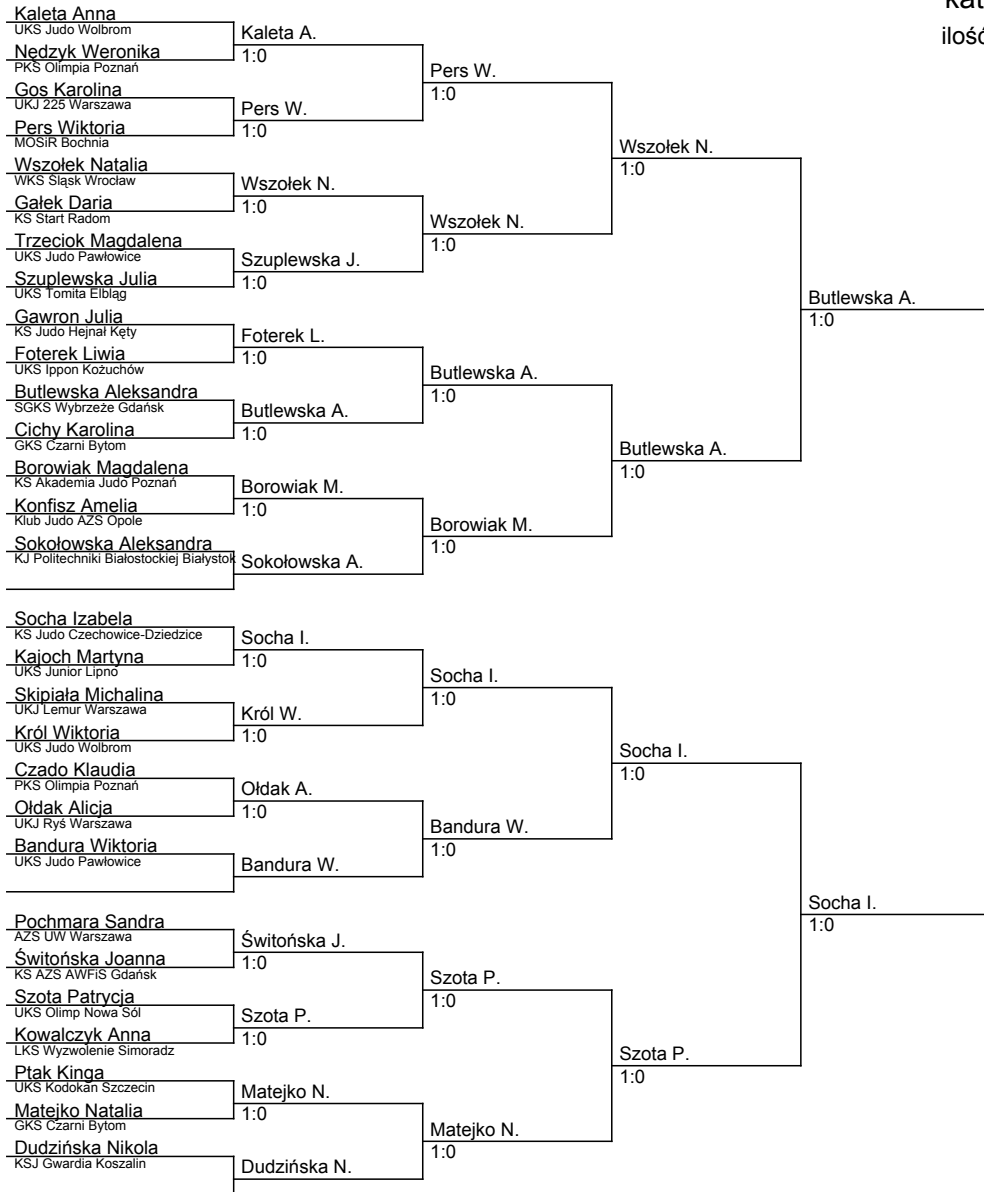 kat
ilość
Kaleta Anna
UKS Judo Wolbrom
Nędzyk Weronika
PKS Olimpia Poznań
Gos Karolina
UKJ 225 Warszawa
Pers Wiktoria
MOSiR Bochnia
Wszołek Natalia
WKS Śląsk Wrocław
Gałek Daria
KS Start Radom
Trzeciok Magdalena
UKS Judo Pawłowice
Szuplewska Julia
UKS Tomita Elbląg
Gawron Julia
KS Judo Hejnał Kęty
Foterek Liwia
UKS Ippon Kożuchów
Butlewska Aleksandra
SGKS Wybrzeże Gdańsk
Cichy Karolina
GKS Czarni Bytom
Borowiak Magdalena
KS Akademia Judo Poznań
Konfisz Amelia
Klub Judo AZS Opole
Sokołowska Aleksandra
KJ Politechniki Białostockiej Białystok
Socha Izabela
KS Judo Czechowice-Dziedzice
Kajoch Martyna
UKS Junior Lipno
Skipiała Michalina
UKJ Lemur Warszawa
Król Wiktoria
UKS Judo Wolbrom
Czado Klaudia
PKS Olimpia Poznań
Ołdak Alicja
UKJ Ryś Warszawa
Bandura Wiktoria
UKS Judo Pawłowice
Pochmara Sandra
AZS UW Warszawa
Świtońska Joanna
KS AZS AWFiS Gdańsk
Szota Patrycja
UKS Olimp Nowa Sól
Kowalczyk Anna
LKS Wyzwolenie Simoradz
Ptak Kinga
UKS Kodokan Szczecin
Matejko Natalia
GKS Czarni Bytom
Dudzińska Nikola
KSJ Gwardia Koszalin
Kaleta A.
1:0
Pers W.
1:0
Wszołek N.
1:0
Szuplewska J.
1:0
Foterek L.
1:0
Butlewska A.
1:0
Borowiak M.
1:0
Sokołowska A.
Socha I.
1:0
Król W.
1:0
Ołdak A.
1:0
Bandura W.
Świtońska J.
1:0
Szota P.
1:0
Matejko N.
1:0
Dudzińska N.
Pers W.
1:0
Wszołek N.
1:0
Butlewska A.
1:0
Borowiak M.
1:0
Socha I.
1:0
Bandura W.
1:0
Szota P.
1:0
Matejko N.
1:0
Wszołek N.
1:0
Butlewska A.
1:0
Socha I.
1:0
Szota P.
1:0
Butlewska A.
1:0
Socha I.
1:0